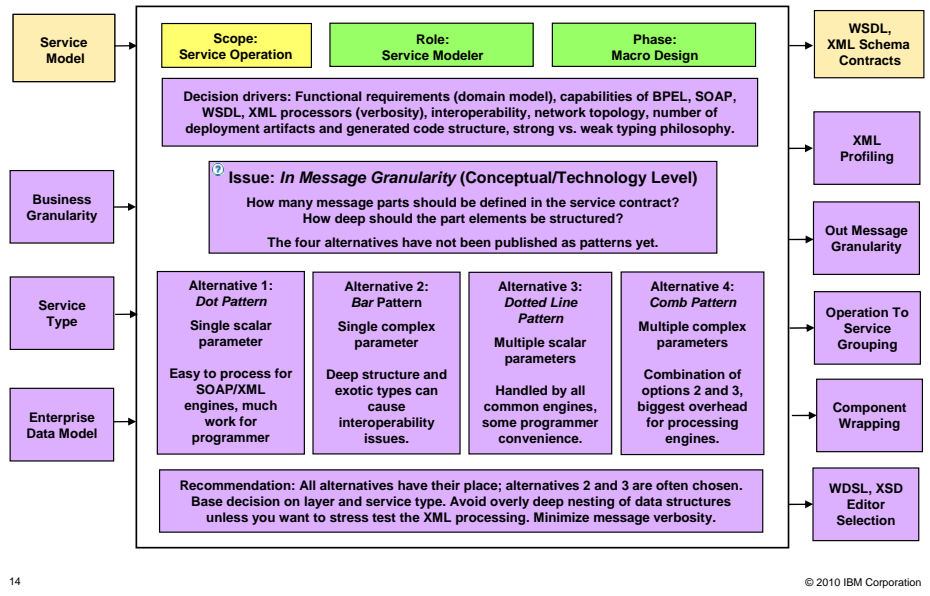 Service
Model
Business
Granularity
Service
Type
Enterprise
Data Model
Scope:
Service Operation
Role:
Service Modeler
Phase:
Macro Design
Decision drivers: Functional requirements (domain model), capabilities of BPEL, SOAP,
WSDL, XML processors (verbosity), interoperability, network topology, number of
deployment artifacts and generated code structure, strong vs. weak typing philosophy.
? Issue: In Message Granularity (Conceptual/Technology Level)
How many message parts should be defined in the service contract?
How deep should the part elements be structured?
The four alternatives have not been published as patterns yet.
Alternative 1:
Dot Pattern
Single scalar
parameter
Easy to process for
SOAP/XML
engines, much
work for
programmer
Alternative 2:
Bar Pattern
Single complex
parameter
Deep structure and
exotic types can
cause
interoperability
issues.
Alternative 3:
Dotted Line
Pattern
Multiple scalar
parameters
Handled by all
common engines,
some programmer
convenience.
Alternative 4:
Comb Pattern
Multiple complex
parameters
Combination of
options 2 and 3,
biggest overhead
for processing
engines.
Recommendation: All alternatives have their place; alternatives 2 and 3 are often chosen.
Base decision on layer and service type. Avoid overly deep nesting of data structures
unless you want to stress test the XML processing. Minimize message verbosity.
WSDL,
XML Schema
Contracts
XML
Profiling
Out Message
Granularity
Operation To
Service
Grouping
Component
Wrapping
WDSL, XSD
Editor
Selection
14
© 2010 IBM Corporation